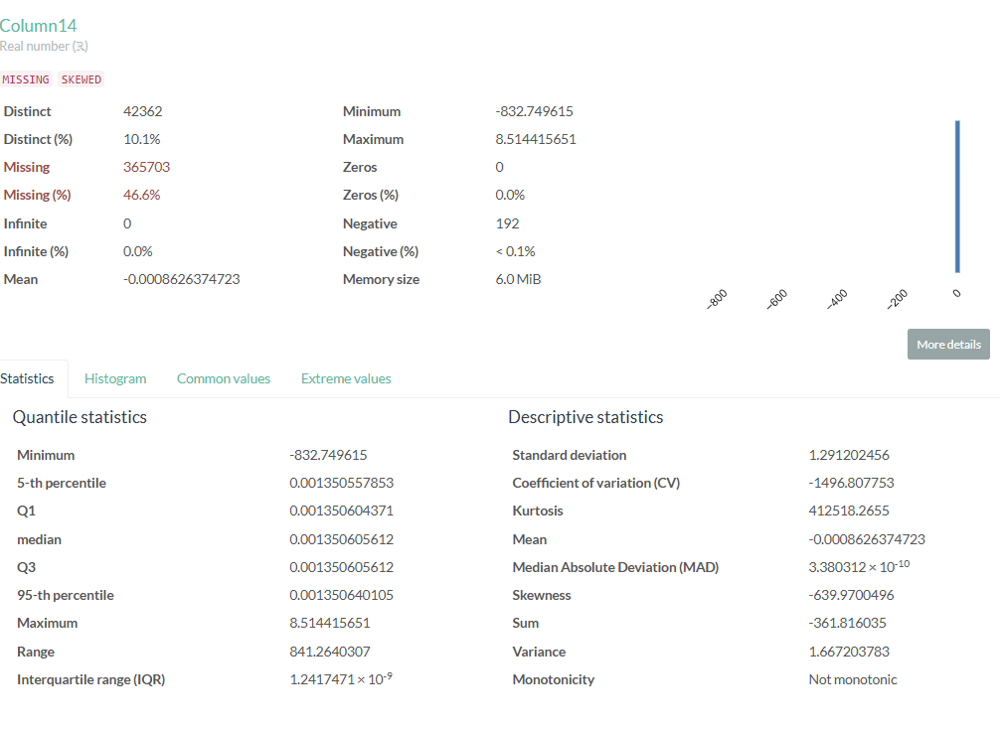 Column14
Real number (ℝ)
MISSING SKEWED
Distinct 42362 Minimum -832.749615
Distinct (%) 10.1% Maximum 8.514415651
Missing 365703 Zeros 0
Missing (%) 46.6% Zeros (%) 0.0%
Infinite 0 Negative 192
Infinite (%) 0.0% Negative (%) < 0.1%
Mean -0.0008626374723 Memory size 6.0 MiB
−800 −600 −400 −200 0
More details
Statistics Histogram Common values Extreme values
Quantile statistics Descriptive statistics
Minimum -832.749615 Standard deviation 1.291202456
5-th percentile 0.001350557853 Coefficient of variation (CV) -1496.807753
Q1 0.001350604371 Kurtosis 412518.2655
median 0.001350605612 Mean -0.0008626374723
Q3 0.001350605612 Median Absolute Deviation (MAD) 3.380312 × 10⁻¹⁰
95-th percentile 0.001350640105 Skewness -639.9700496
Maximum 8.514415651 Sum -361.816035
Range 841.2640307 Variance 1.667203783
Interquartile range (IQR) 1.2417471 × 10⁻⁹ Monotonicity Not monotonic